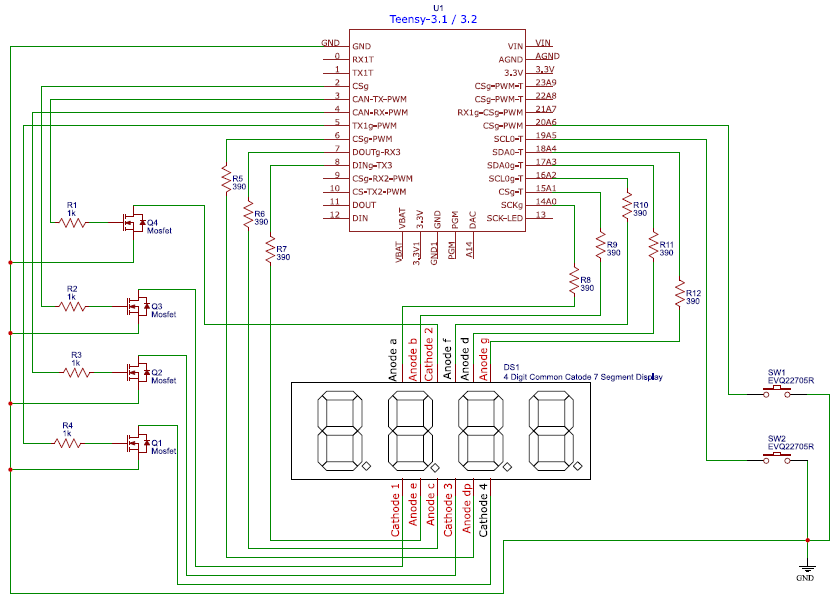 U1
Teensy-3.1 / 3.2
GND GND VIN VIN
0 RX1T AGND AGND
1 TX1T 3.3V 3.3V
2 CSg CSg-PWM-T 23A9
3 CAN-TX-PWM CSg-PWM-T 22A8
4 CAN-RX-PWM RX1g-CSg-PWM 21A7
5 TX1g-PWM CSg-PWM 20A6
6 CSg-PWM SCL0-T 19A5
7 DOUTg-RX3 SDA0-T 18A4
8 DINg-TX3 SDA0g-T 17A3
9 CSg-RX2-PWM SCL0g-T 16A2
10 CS-TX2-PWM CSg-T 15A1
11 DOUT SCKg 14A0
12 DIN SCK-LED 13
VBAT 3.3V GND PGM DAC
VBAT 3.3V1 GND1 PGM A14
R5
390
R6
390
R7
390
R10
390
R9
390
R11
390
R8
390
R12
390
R1
1k
Q4
Mosfet
R2
1k
Q3
Mosfet
R3
1k
Q2
Mosfet
R4
1k
Q1
Mosfet
Anode a
Anode b
Cathode 2
Anode f
Anode d
Anode g
DS1
4 Digit Common Catode 7 Segment Display
Cathode 1
Anode e
Anode c
Cathode 3
Anode dp
Cathode 4
SW1
EVQ22705R
SW2
EVQ22705R
GND